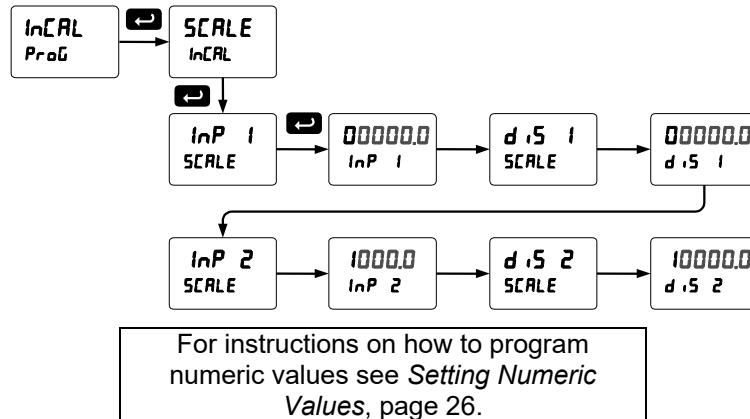 InCAL
ProG
SCALE
InCAL
InP 1
SCALE
00000.0
InP 1
diS 1
SCALE
00000.0
diS 1
InP 2
SCALE
1000.0
InP 2
diS 2
SCALE
10000.0
diS 2
For instructions on how to program
numeric values see Setting Numeric
Values, page 26.